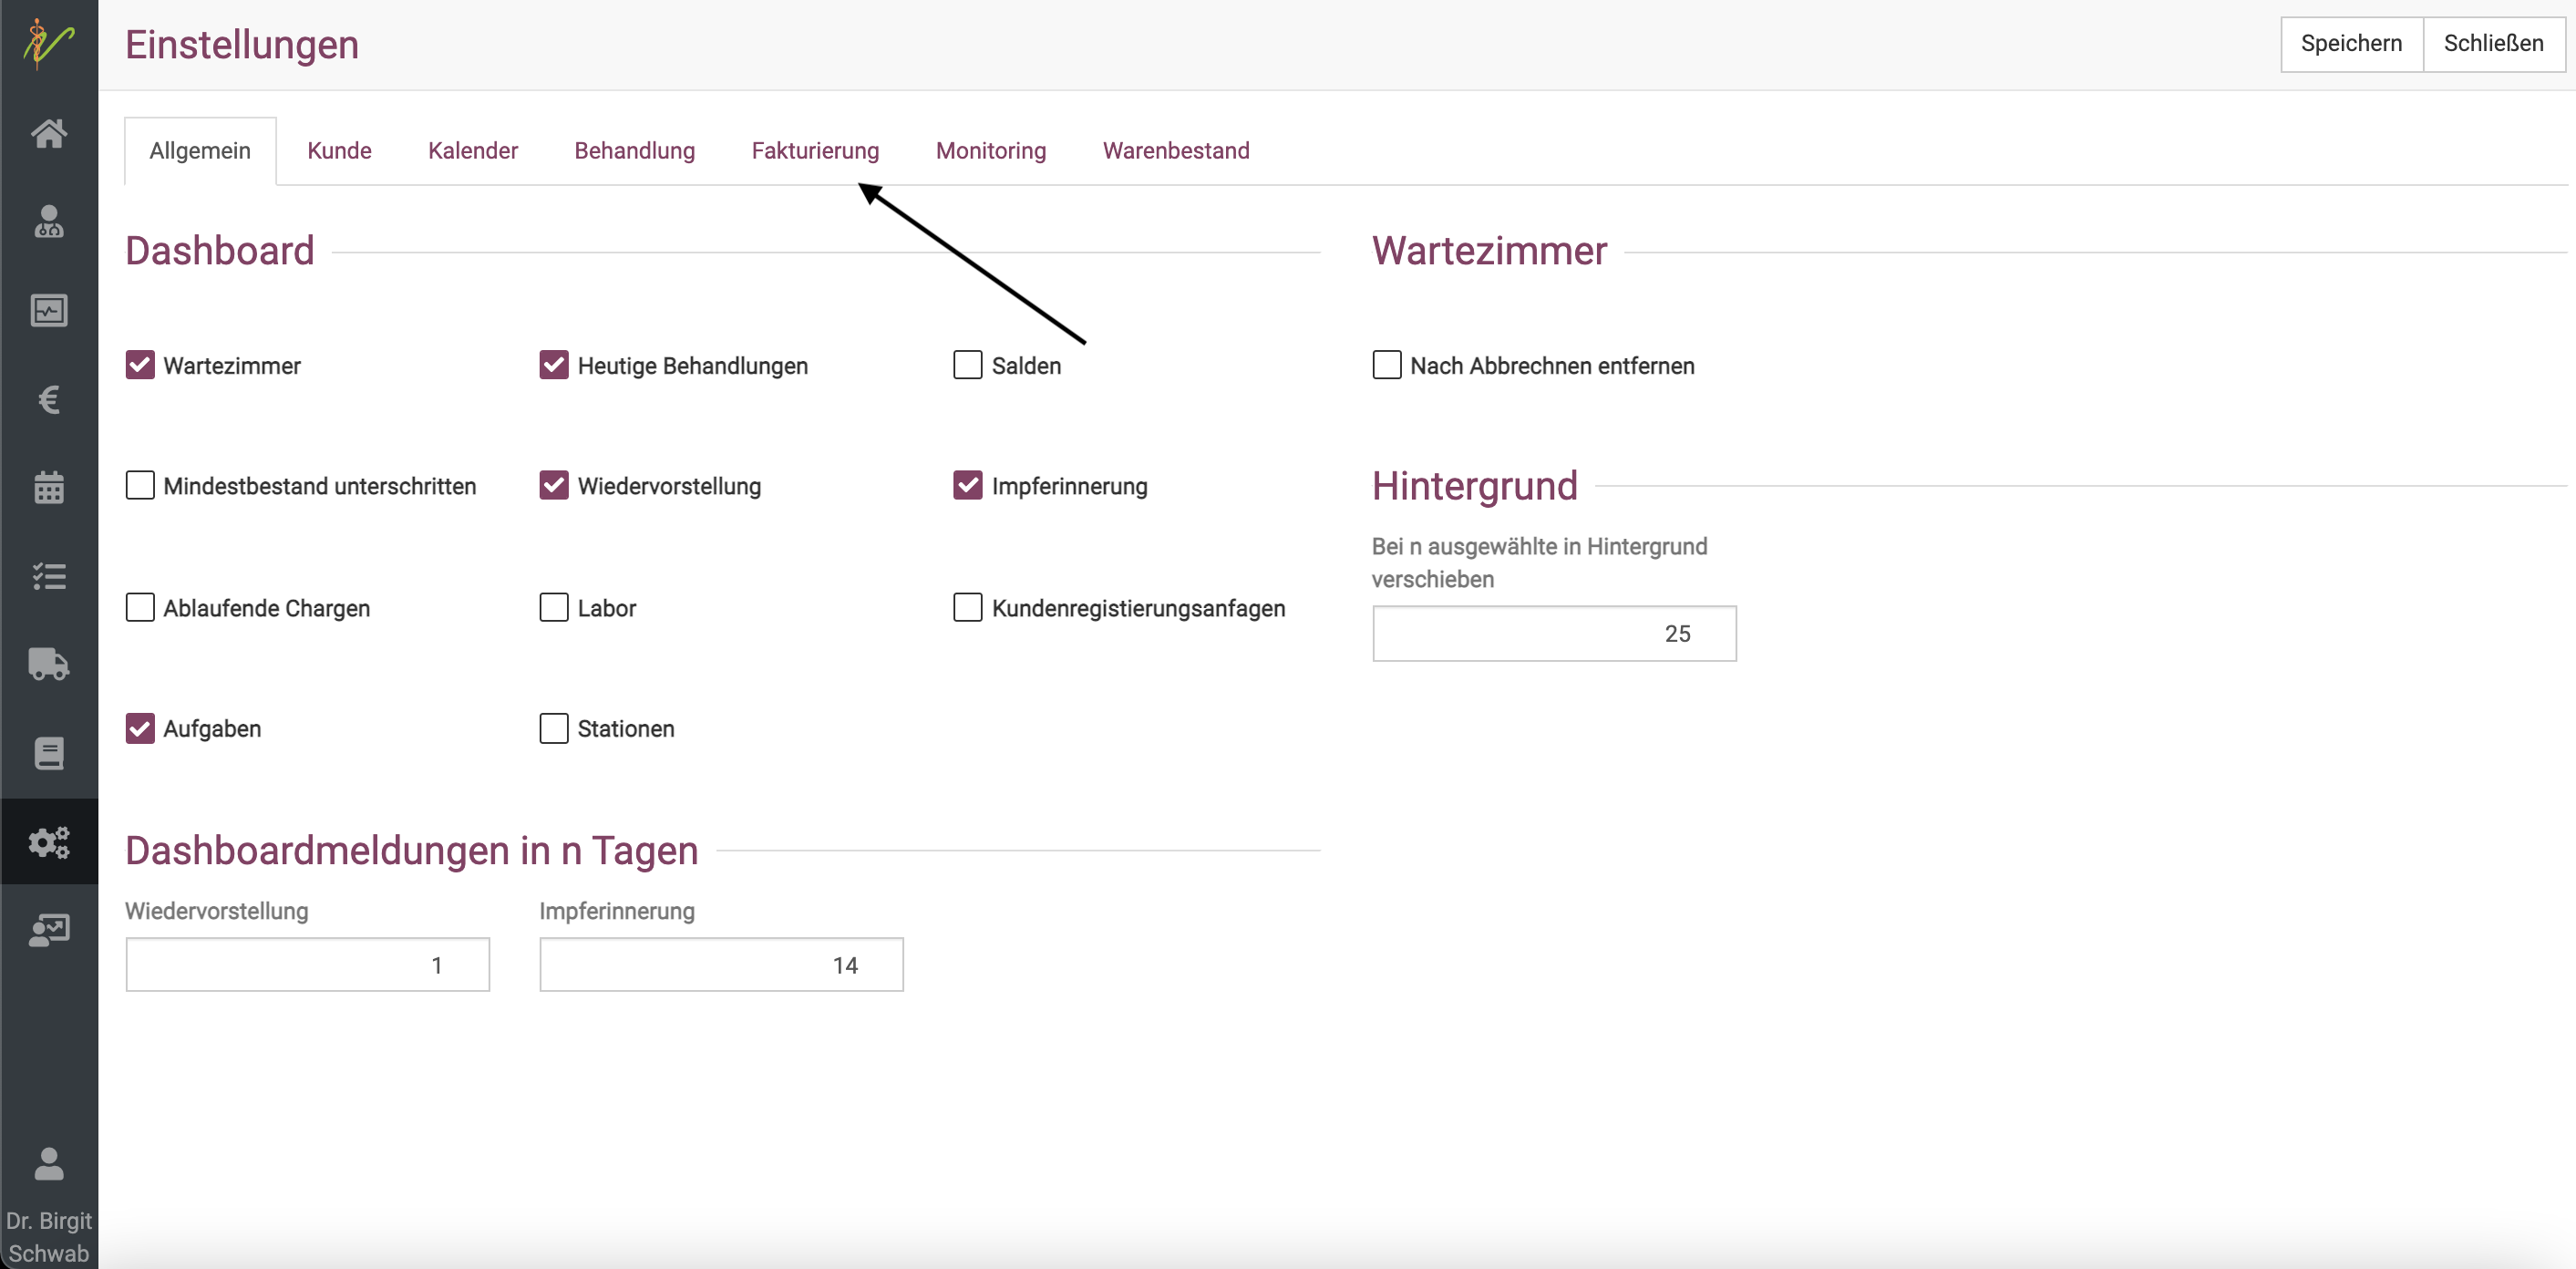 Einstellungen
Speichern
Schließen
Allgemein
Kunde
Kalender
Behandlung
Fakturierung
Monitoring
Warenbestand
Dashboard
Wartezimmer
Heutige Behandlungen
Salden
Mindestbestand unterschritten
Wiedervorstellung
Impferinnerung
Ablaufende Chargen
Labor
Kundenregistierungsanfagen
Aufgaben
Stationen
Dashboardmeldungen in n Tagen
Wiedervorstellung
Impferinnerung
1
14
Wartezimmer
Nach Abbrechnen entfernen
Hintergrund
Bei n ausgewählte in Hintergrund
verschieben
25
Dr. Birgit
Schwab